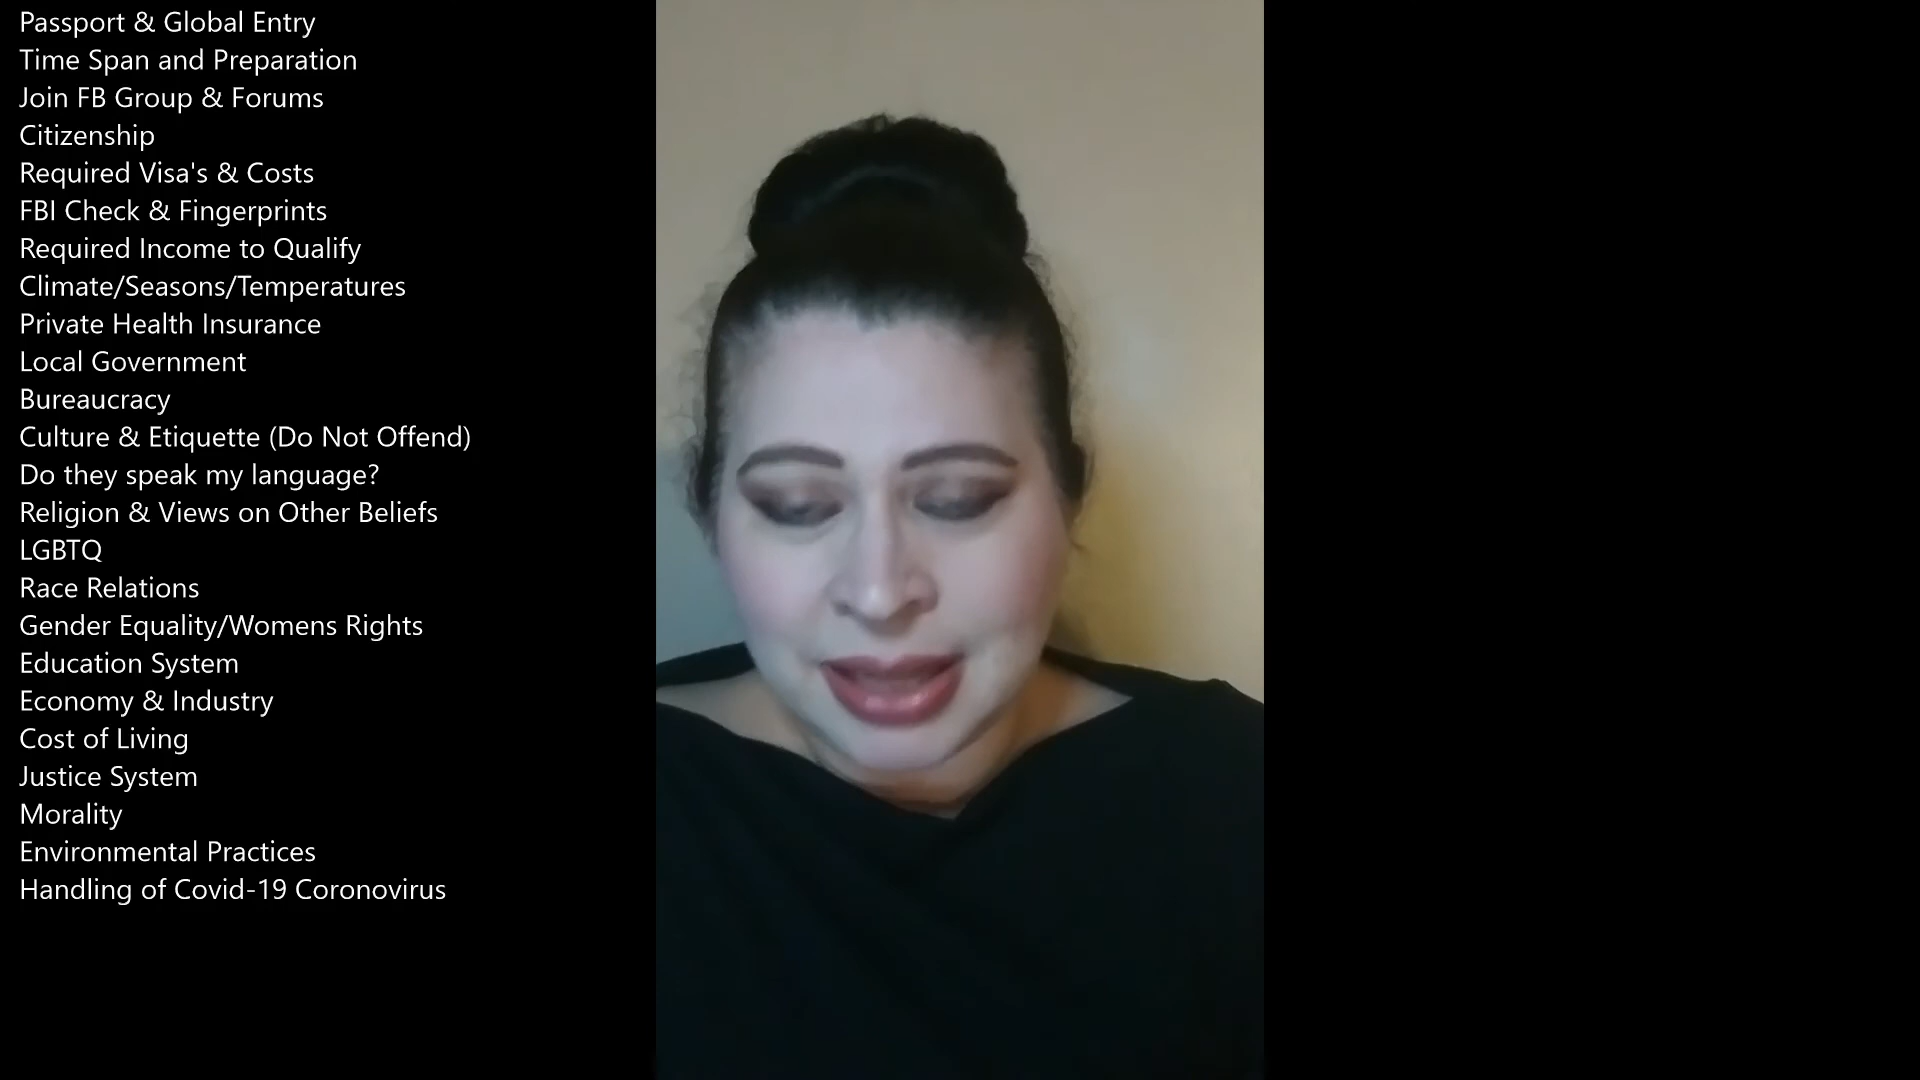 Passport & Global Entry
Time Span and Preparation
Join FB Group & Forums
Citizenship
Required Visa's & Costs
FBI Check & Fingerprints
Required Income to Qualify
Climate/Seasons/Temperatures
Private Health Insurance
Local Government
Bureaucracy
Culture & Etiquette (Do Not Offend)
Do they speak my language?
Religion & Views on Other Beliefs
LGBTQ
Race Relations
Gender Equality/Womens Rights
Education System
Economy & Industry
Cost of Living
Justice System
Morality
Environmental Practices
Handling of Covid-19 Coronovirus